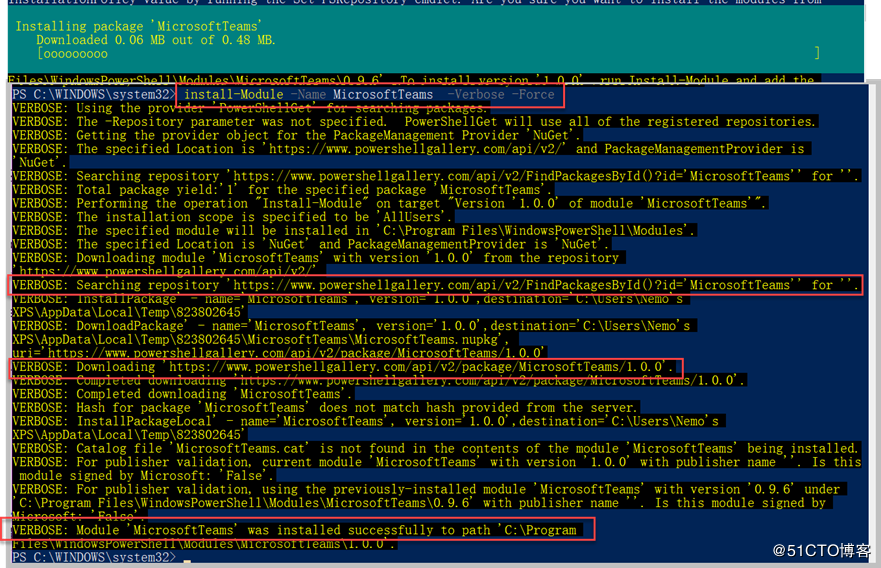 InstallationPolicy value by running the Set-PSRepository cmdlet. Are you sure you want to install the modules from
Installing package 'MicrosoftTeams'
Downloaded 0.06 MB out of 0.48 MB.
[ooooooooo ]
Files\WindowsPowerShell\Modules\MicrosoftTeams\0.9.6'. To install version '1.0.0', run Install-Module and add the
PS C:\WINDOWS\system32> install-Module -Name MicrosoftTeams -Verbose -Force
VERBOSE: Using the provider 'PowerShellGet' for searching packages.
VERBOSE: The -Repository parameter was not specified. PowerShellGet will use all of the registered repositories.
VERBOSE: Getting the provider object for the PackageManagement Provider 'NuGet'.
VERBOSE: The specified Location is 'https://www.powershellgallery.com/api/v2/' and PackageManagementProvider is
'NuGet'.
VERBOSE: Searching repository 'https://www.powershellgallery.com/api/v2/FindPackagesById()?id='MicrosoftTeams'' for ''.
VERBOSE: Total package yield:'1' for the specified package 'MicrosoftTeams'.
VERBOSE: Performing the operation "Install-Module" on target "Version '1.0.0' of module 'MicrosoftTeams'".
VERBOSE: The installation scope is specified to be 'AllUsers'.
VERBOSE: The specified module will be installed in 'C:\Program Files\WindowsPowerShell\Modules'.
VERBOSE: The specified Location is 'NuGet' and PackageManagementProvider is 'NuGet'.
VERBOSE: Downloading module 'MicrosoftTeams' with version '1.0.0' from the repository
'https://www.powershellgallery.com/api/v2/'
VERBOSE: Searching repository 'https://www.powershellgallery.com/api/v2/FindPackagesById()?id='MicrosoftTeams'' for ''.
VERBOSE: InstallPackage' - name='MicrosoftTeams', version='1.0.0',destination='C:\Users\Nemo's
XPS\AppData\Local\Temp\823802645'
VERBOSE: DownloadPackage' - name='MicrosoftTeams', version='1.0.0',destination='C:\Users\Nemo's
XPS\AppData\Local\Temp\823802645\MicrosoftTeams\MicrosoftTeams.nupkg',
uri='https://www.powershellgallery.com/api/v2/package/MicrosoftTeams/1.0.0'
VERBOSE: Downloading 'https://www.powershellgallery.com/api/v2/package/MicrosoftTeams/1.0.0'.
VERBOSE: Completed downloading 'https://www.powershellgallery.com/api/v2/package/MicrosoftTeams/1.0.0'.
VERBOSE: Completed downloading 'MicrosoftTeams'.
VERBOSE: Hash for package 'MicrosoftTeams' does not match hash provided from the server.
VERBOSE: InstallPackageLocal' - name='MicrosoftTeams', version='1.0.0',destination='C:\Users\Nemo's
XPS\AppData\Local\Temp\823802645'
VERBOSE: Catalog file 'MicrosoftTeams.cat' is not found in the contents of the module 'MicrosoftTeams' being installed.
VERBOSE: For publisher validation, current module 'MicrosoftTeams' with version '1.0.0' with publisher name ''. Is this
module signed by Microsoft: 'False'.
VERBOSE: For publisher validation, using the previously-installed module 'MicrosoftTeams' with version '0.9.6' under
'C:\Program Files\WindowsPowerShell\Modules\MicrosoftTeams\0.9.6' with publisher name ''. Is this module signed by
Microsoft: 'False'.
VERBOSE: Module 'MicrosoftTeams' was installed successfully to path 'C:\Program
Files\WindowsPowerShell\Modules\MicrosoftTeams\1.0.0'.
PS C:\WINDOWS\system32>
@51CTO博客